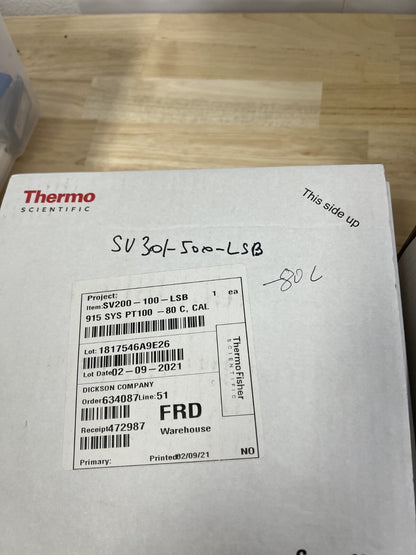 Thermo
SCIENTIFIC
This side up
SV301-500-LSB
-80C
Project:
Item: SV200-100-LSB 1 ea
915 SYS PT100 -80 C, CAL
Lot: 1817546A9E26
Lot Date 02-09-2021
ThermoFisher
SCIENTIFIC
DICKSON COMPANY
Order 634087 Line: 51
FRD
Receipt 472987
Warehouse
Primary: Printed 02/09/21 NO